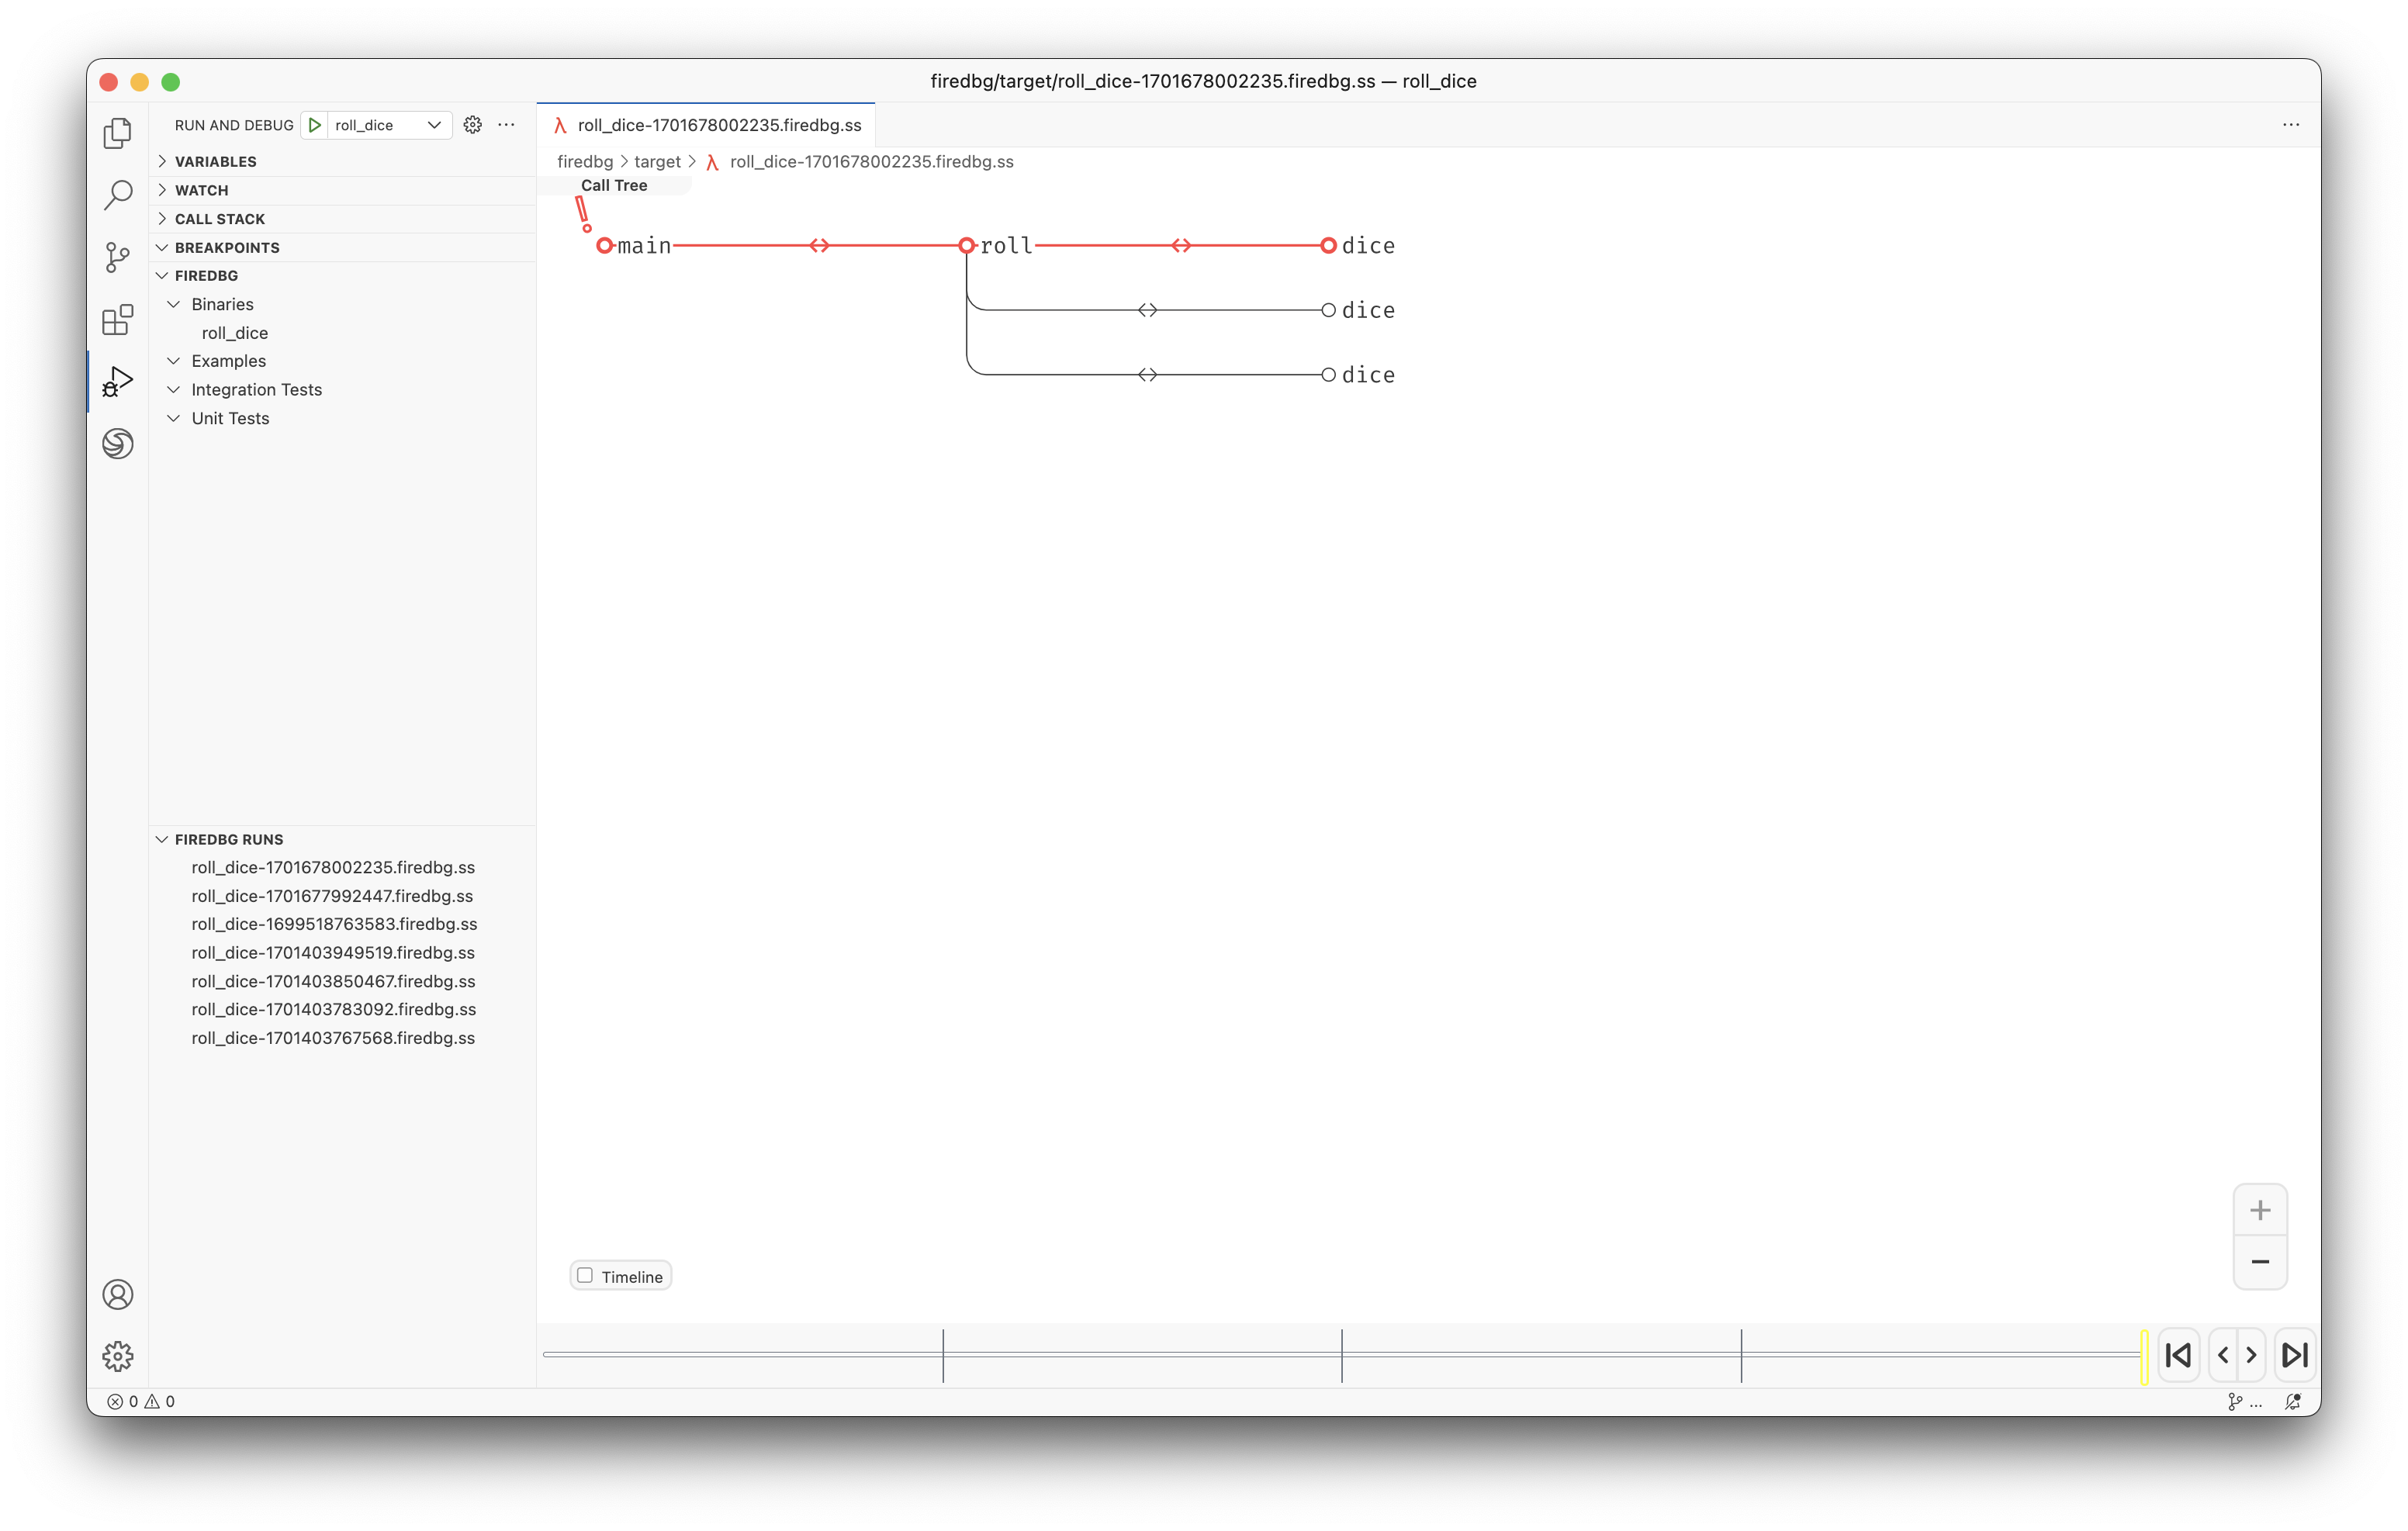 firedbg/target/roll_dice-1701678002235.firedbg.ss — roll_dice
RUN AND DEBUG
roll_dice
VARIABLES
WATCH
CALL STACK
BREAKPOINTS
FIREDBG
Binaries
roll_dice
Examples
Integration Tests
Unit Tests
FIREDBG RUNS
roll_dice-1701678002235.firedbg.ss
roll_dice-1701677992447.firedbg.ss
roll_dice-1699518763583.firedbg.ss
roll_dice-1701403949519.firedbg.ss
roll_dice-1701403850467.firedbg.ss
roll_dice-1701403783092.firedbg.ss
roll_dice-1701403767568.firedbg.ss
λ roll_dice-1701678002235.firedbg.ss
firedbg > target > λ roll_dice-1701678002235.firedbg.ss
Call Tree
main <> roll <> dice
<> dice
<> dice
Timeline
0 0 ...